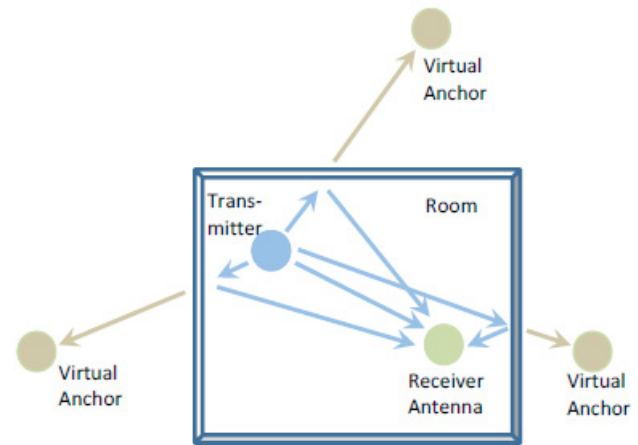 Virtual
Anchor
Trans-
mitter
Room
Virtual
Anchor
Receiver
Antenna
Virtual
Anchor